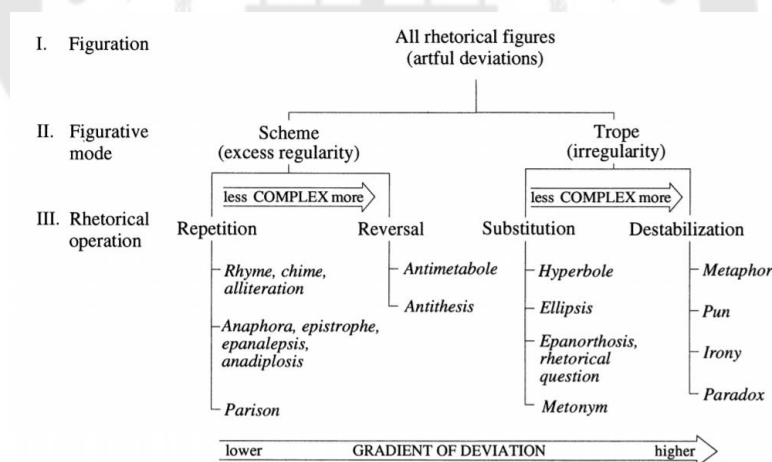 I. Figuration
All rhetorical figures
(artful deviations)
II. Figurative
mode
Scheme
(excess regularity)
Trope
(irregularity)
less COMPLEX more
less COMPLEX more
III. Rhetorical
operation
Repetition
Reversal
Substitution
Destabilization
Rhyme, chime,
alliteration
Anaphora, epistrophe,
epanalepsis,
anadiplosis
Parison
Antimetabole
Antithesis
Hyperbole
Ellipsis
Epanorthosis,
rhetorical
question
Metonym
Metaphor
Pun
Irony
Paradox
lower GRADIENT OF DEVIATION higher